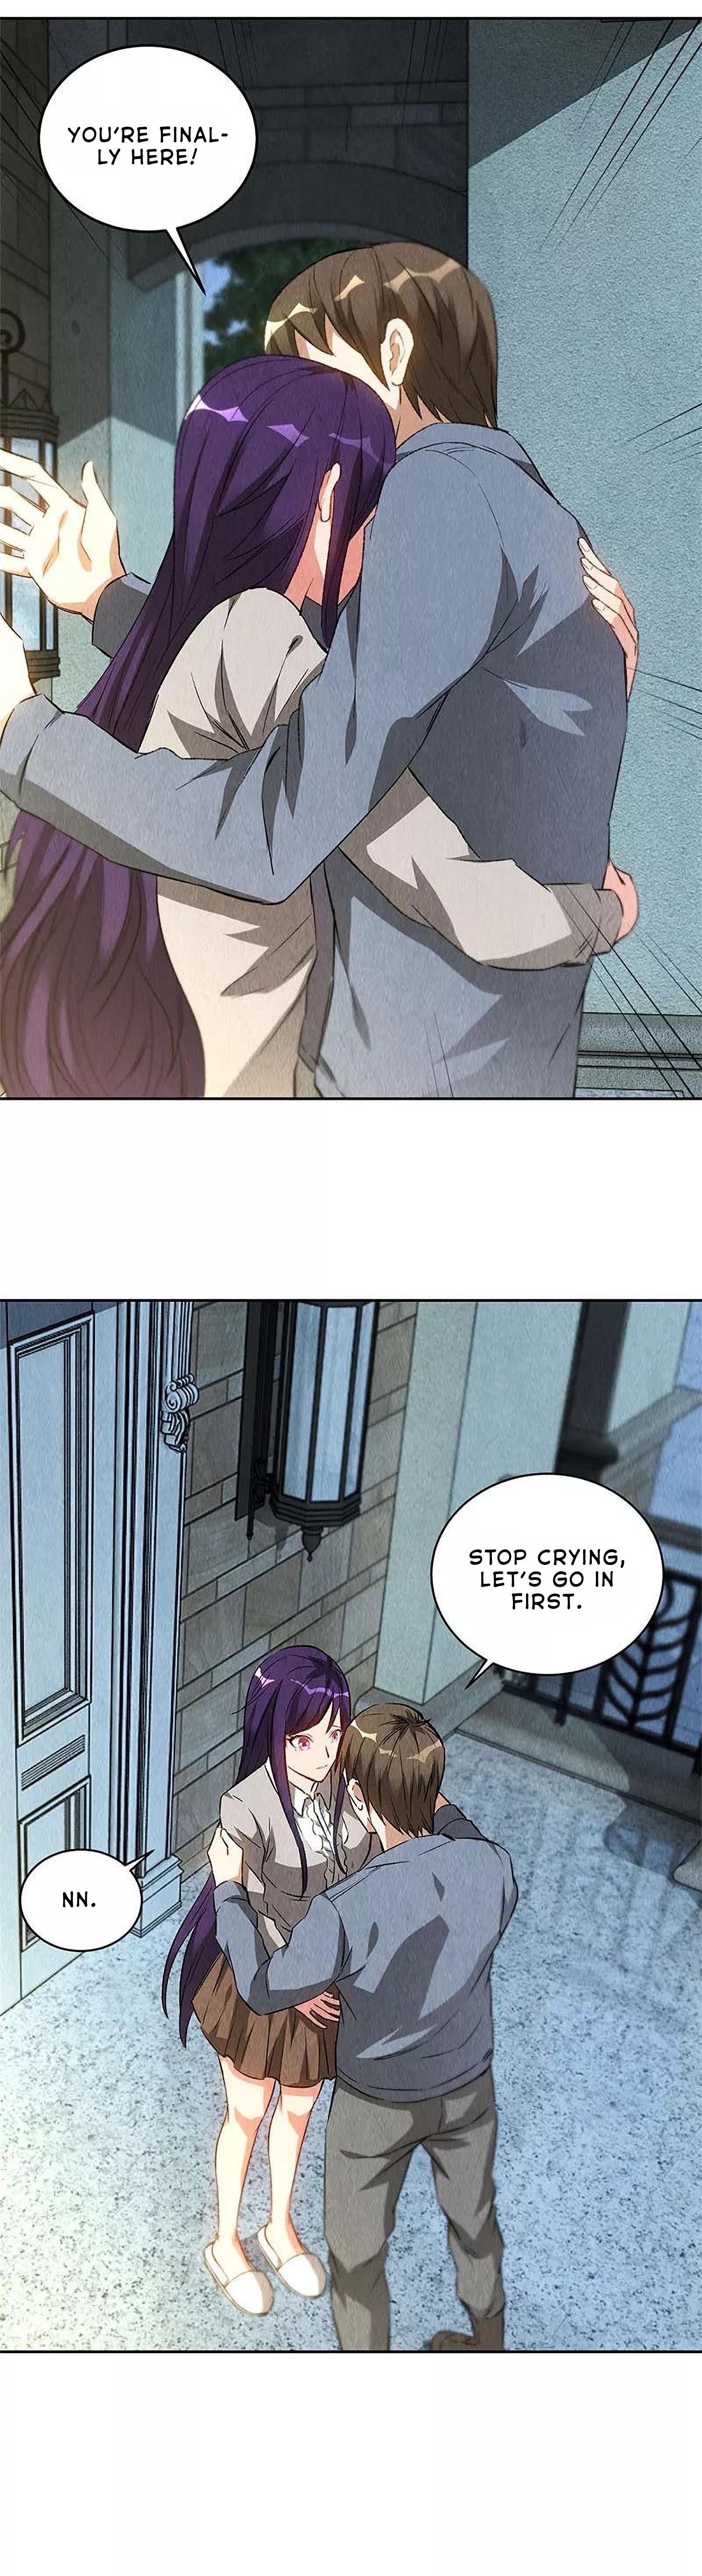 YOU'RE FINAL-
LY HERE!
STOP CRYING,
LET'S GO IN
FIRST.
NN.